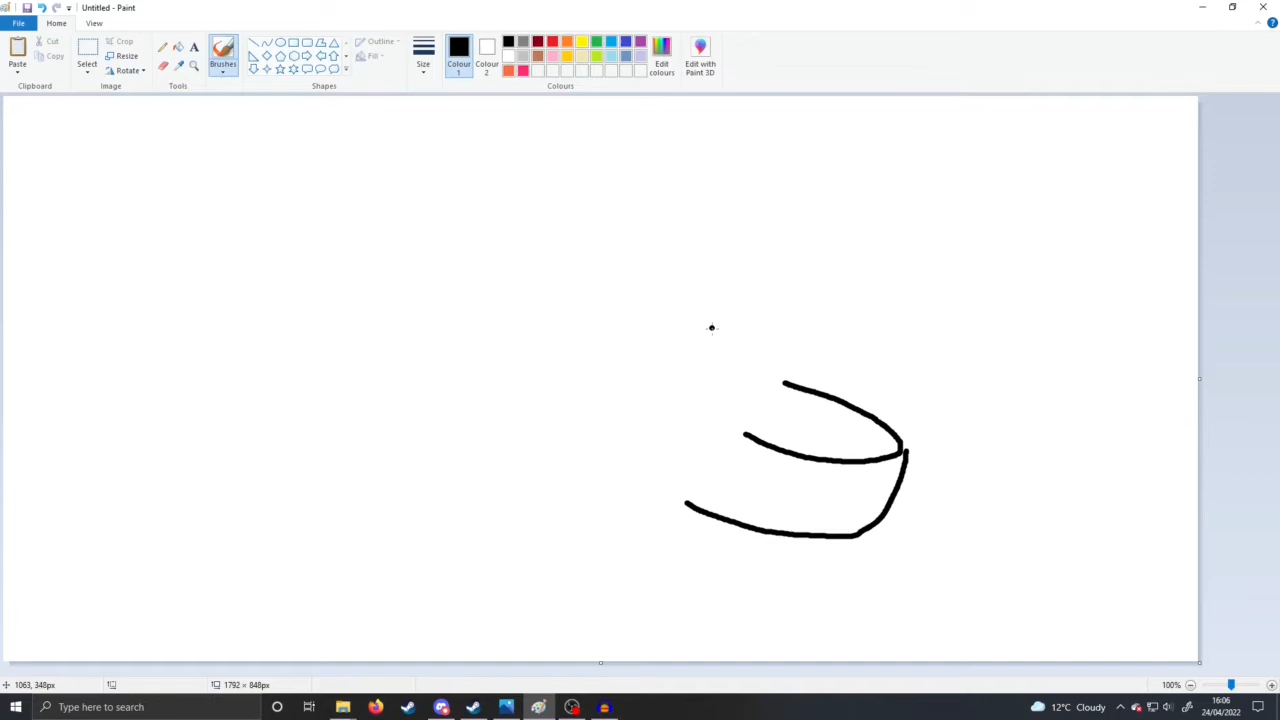 Untitled - Paint
File Home View
Paste
Cut
Copy
Clipboard
Select
Crop
Resize
Rotate
Image
A
Tools
Brushes
Shapes
Outline
Fill
Size
Colour 1
Colour 2
Colours
Edit colours
Edit with Paint 3D
1063, 348px
1792 × 848px
100%
Type here to search
12°C Cloudy
16:06
24/04/2022